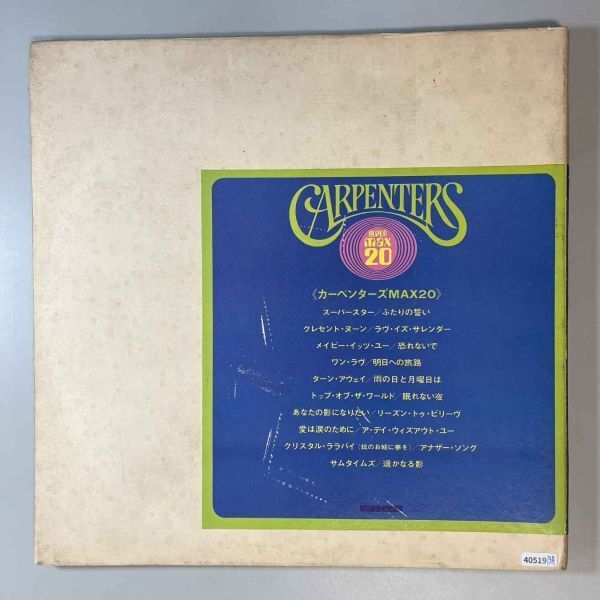 CARPENTERS
SUPER
max
20
《カーペンターズMAX20》
スーパースター／ふたりの誓い
クレセント・ヌーン／ラヴ・イズ・サレンダー
メイビー・イッツ・ユー／恐れないで
ワン・ラヴ／明日への旅路
ターン・アウェイ／雨の日と月曜日は
トップ・オブ・ザ・ワールド／眠れない夜
あなたの影になりたい／リーズン・トゥ・ビリーヴ
愛は涙のために／ア・デイ・ウィズアウト・ユー
クリスタル・ララバイ(紙のお城に夢を)／アナザー・ソング
サムタイムズ／遥かなる影
40519